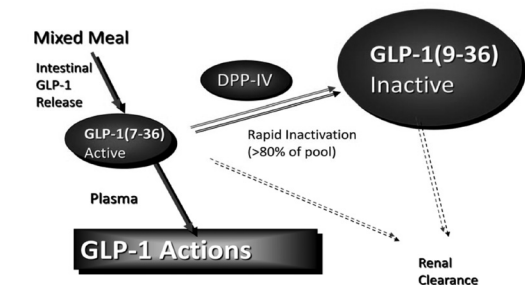 Mixed Meal
Intestinal
GLP-1
Release
GLP-1(7-36)
Active
Plasma
GLP-1 Actions
DPP-IV
Rapid Inactivation
(>80% of pool)
GLP-1(9-36)
Inactive
Renal
Clearance